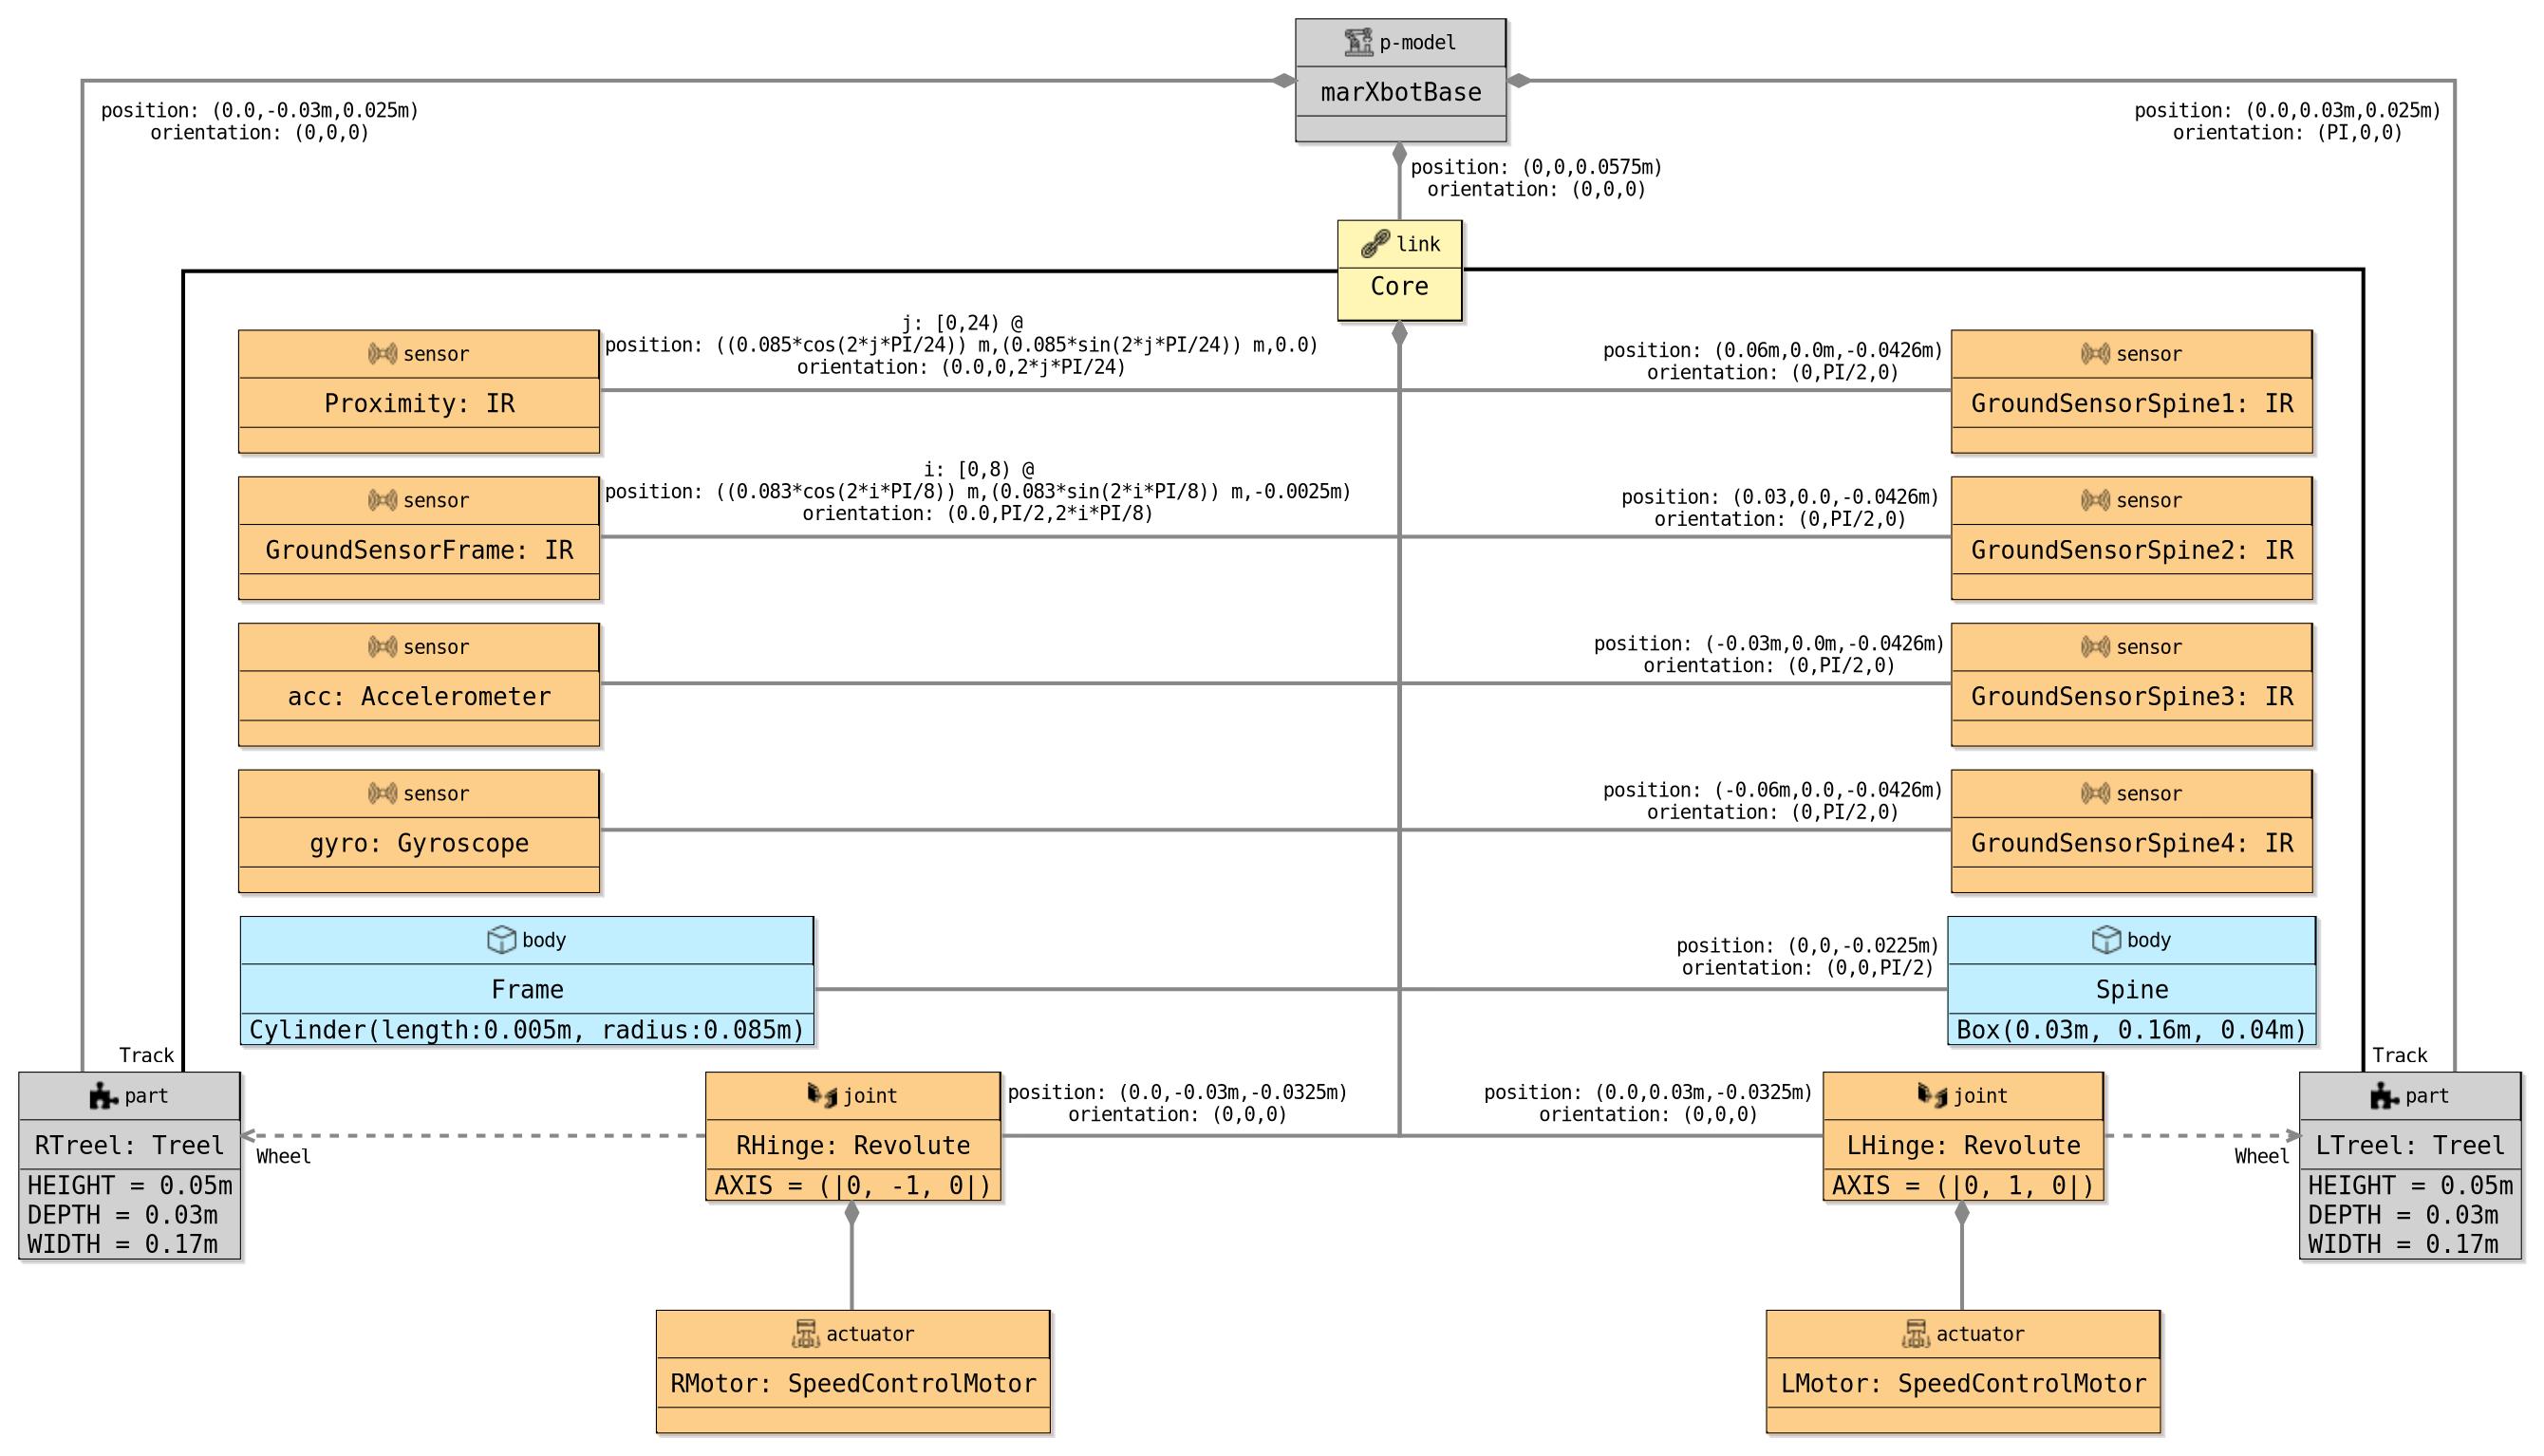 p-model
marXbotBase
position: (0.0,-0.03m,0.025m)
orientation: (0,0,0)
position: (0.0,0.03m,0.025m)
orientation: (PI,0,0)
position: (0,0,0.0575m)
orientation: (0,0,0)
link
Core
sensor
Proximity: IR
j: [0,24) @
position: ((0.085*cos(2*j*PI/24)) m,(0.085*sin(2*j*PI/24)) m,0.0)
orientation: (0.0,0,2*j*PI/24)
position: (0.06m,0.0m,-0.0426m)
orientation: (0,PI/2,0)
sensor
GroundSensorSpine1: IR
sensor
GroundSensorFrame: IR
i: [0,8) @
position: ((0.083*cos(2*i*PI/8)) m,(0.083*sin(2*i*PI/8)) m,-0.0025m)
orientation: (0.0,PI/2,2*i*PI/8)
position: (0.03,0.0,-0.0426m)
orientation: (0,PI/2,0)
sensor
GroundSensorSpine2: IR
sensor
acc: Accelerometer
position: (-0.03m,0.0m,-0.0426m)
orientation: (0,PI/2,0)
sensor
GroundSensorSpine3: IR
sensor
gyro: Gyroscope
position: (-0.06m,0.0,-0.0426m)
orientation: (0,PI/2,0)
sensor
GroundSensorSpine4: IR
body
Frame
Cylinder(length:0.005m, radius:0.085m)
position: (0,0,-0.0225m)
orientation: (0,0,PI/2)
body
Spine
Box(0.03m, 0.16m, 0.04m)
Track
part
RTreel: Treel
HEIGHT = 0.05m
DEPTH = 0.03m
WIDTH = 0.17m
Wheel
joint
RHinge: Revolute
AXIS = (|0, -1, 0|)
position: (0.0,-0.03m,-0.0325m)
orientation: (0,0,0)
position: (0.0,0.03m,-0.0325m)
orientation: (0,0,0)
joint
LHinge: Revolute
AXIS = (|0, 1, 0|)
Wheel
Track
part
LTreel: Treel
HEIGHT = 0.05m
DEPTH = 0.03m
WIDTH = 0.17m
actuator
RMotor: SpeedControlMotor
actuator
LMotor: SpeedControlMotor